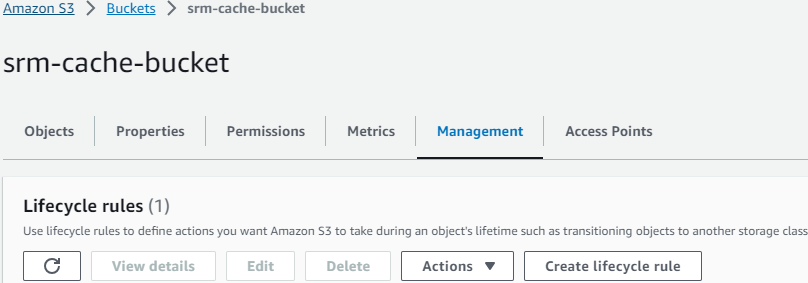 Amazon S3 > Buckets > srm-cache-bucket
srm-cache-bucket
Objects Properties Permissions Metrics Management Access Points
Lifecycle rules (1)
Use lifecycle rules to define actions you want Amazon S3 to take during an object's lifetime such as transitioning objects to another storage class
View details Edit Delete Actions ▼ Create lifecycle rule